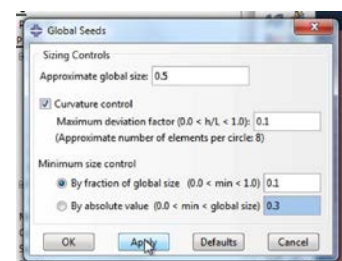 Global Seeds
Sizing Controls
Approximate global size: 0.5
Curvature control
Maximum deviation factor (0.0 < h/L < 1.0): 0.1
(Approximate number of elements per circle: 8)
Minimum size control
By fraction of global size (0.0 < min < 1.0) 0.1
By absolute value (0.0 < min < global size) 0.3
OK Apply Defaults Cancel